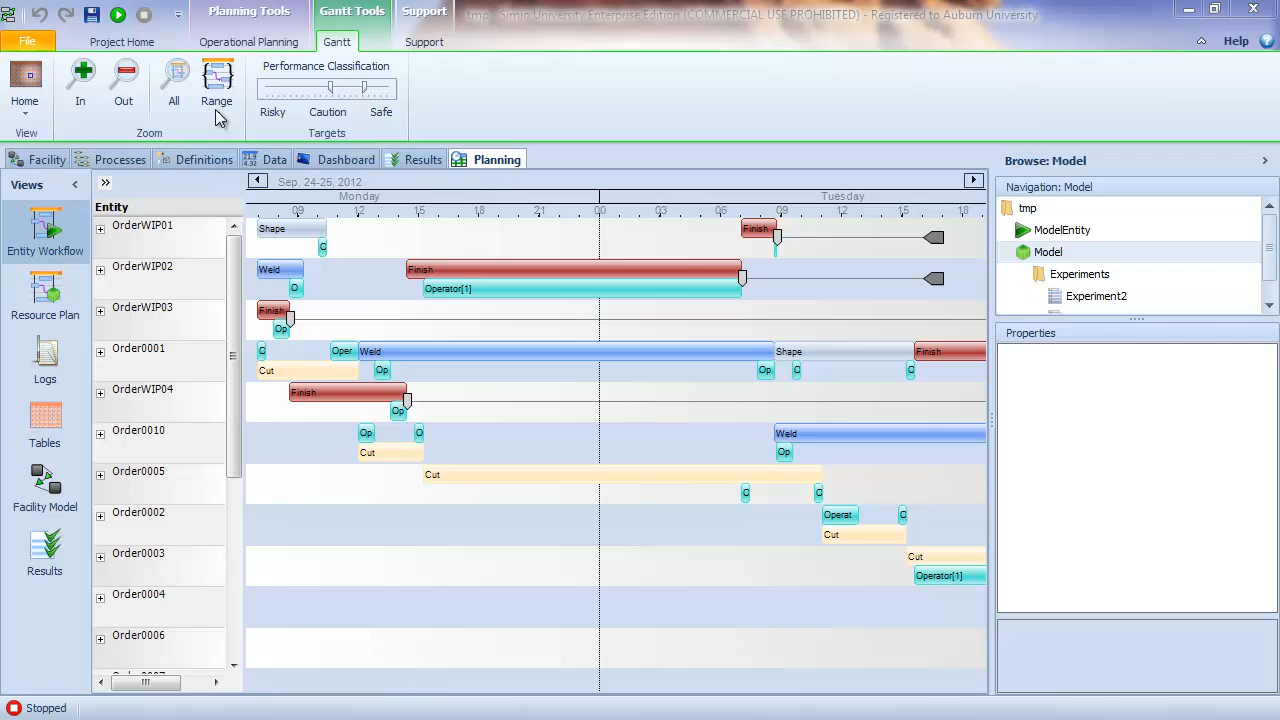 Planning Tools
Gantt Tools
Support
tmp - Simio University Enterprise Edition (COMMERCIAL USE PROHIBITED) - Registered to Auburn University
File
Project Home
Operational Planning
Gantt
Support
Help
Home
In
Out
All
Range
Performance Classification
Risky
Caution
Safe
View
Zoom
Targets
Facility
Processes
Definitions
Data
Dashboard
Results
Planning
Views
Entity Workflow
Resource Plan
Logs
Tables
Facility Model
Results
Sep. 24-25, 2012
Monday
Tuesday
Entity
09 12 15 18 21 00 03 06 09 12 15 18
OrderWIP01
Shape
Finish
OrderWIP02
Weld
Finish
O
Operator[1]
OrderWIP03
Finish
Op
Order0001
C
Oper
Weld
Shape
Finish
Cut
Op
Op
C
C
OrderWIP04
Finish
Op
Order0010
Op
O
Weld
Cut
Op
Order0005
Cut
C
C
Order0002
Operat
C
Cut
Order0003
Cut
Operator[1]
Order0004
Order0006
Browse: Model
Navigation: Model
tmp
ModelEntity
Model
Experiments
Experiment2
Properties
Stopped